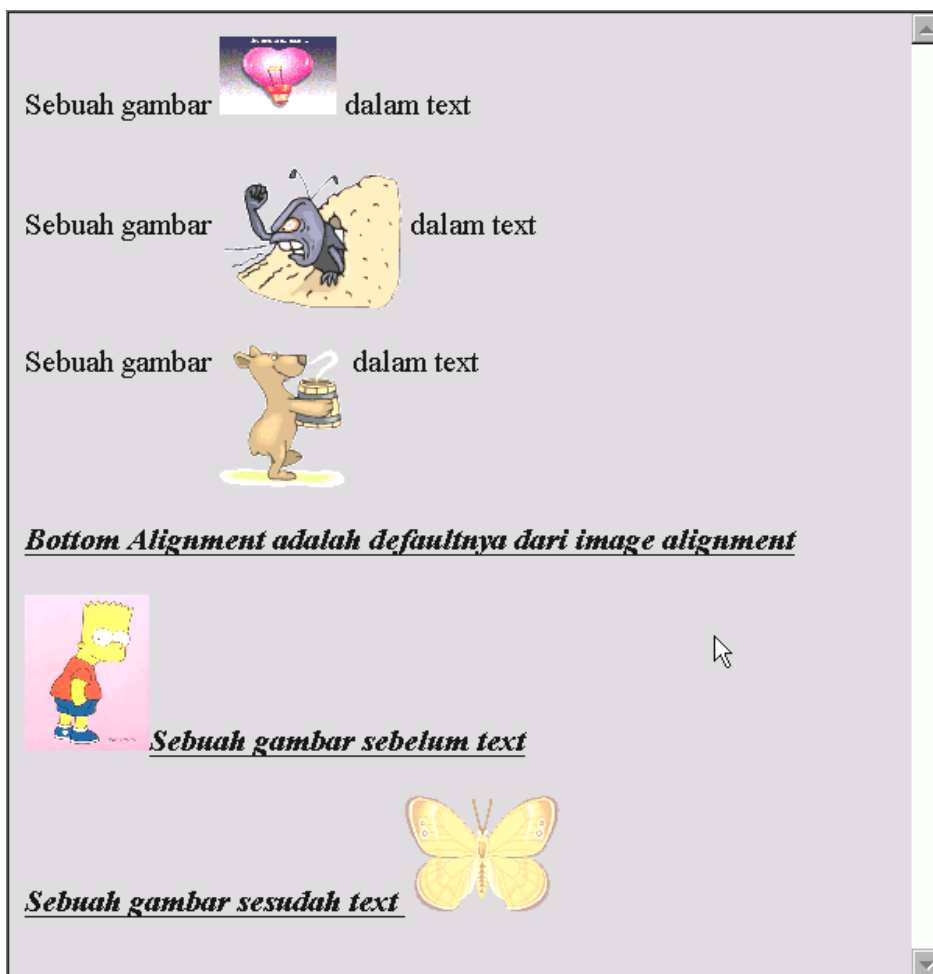 Sebuah gambar dalam text
Sebuah gambar dalam text
Sebuah gambar dalam text
Bottom Alignment adalah defaultnya dari image alignment
Sebuah gambar sebelum text
Sebuah gambar sesudah text